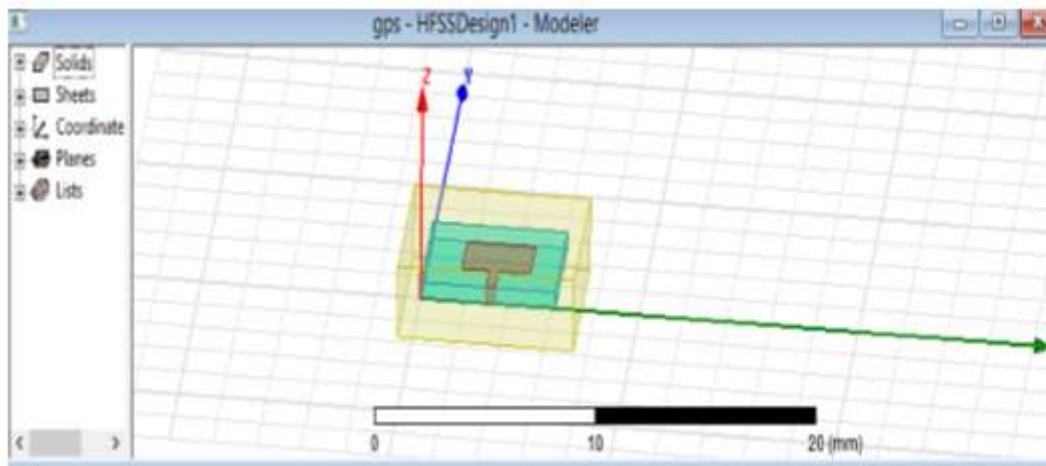 gps - HFSSDesign1 - Modeler
Solids
Sheets
Coordinate
Planes
Lists
Z
Y
0
10
20 (mm)